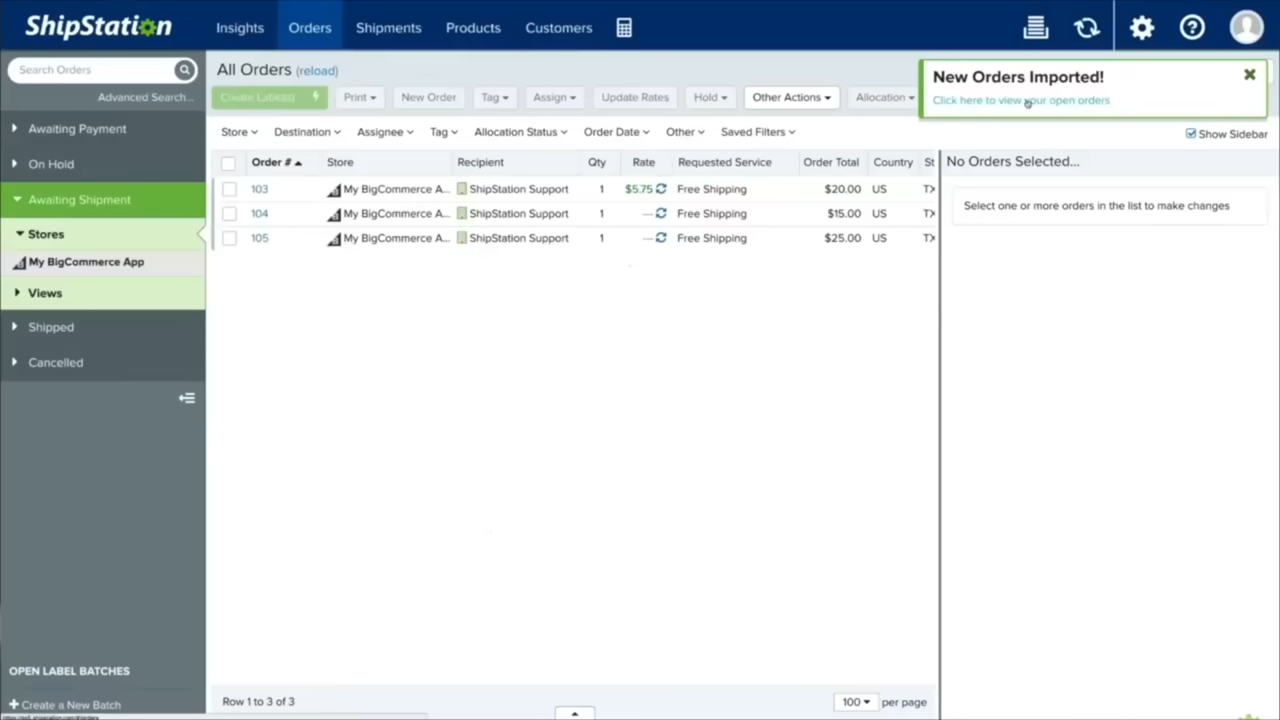 ShipStation
Insights
Orders
Shipments
Products
Customers
Search Orders
Advanced Search...
Awaiting Payment
On Hold
Awaiting Shipment
Stores
My BigCommerce App
Views
Shipped
Cancelled
OPEN LABEL BATCHES
+ Create a New Batch
All Orders (reload)
Create Label(s)
Print
New Order
Tag
Assign
Update Rates
Hold
Other Actions
Allocation
New Orders Imported!
Click here to view your open orders
Store
Destination
Assignee
Tag
Allocation Status
Order Date
Other
Saved Filters
Show Sidebar
Order # Store Recipient Qty Rate Requested Service Order Total Country St
103 My BigCommerce A... ShipStation Support 1 $5.75 Free Shipping $20.00 US TX
104 My BigCommerce A... ShipStation Support 1 --- Free Shipping $15.00 US TX
105 My BigCommerce A... ShipStation Support 1 --- Free Shipping $25.00 US TX
No Orders Selected...
Select one or more orders in the list to make changes
Row 1 to 3 of 3
100 per page